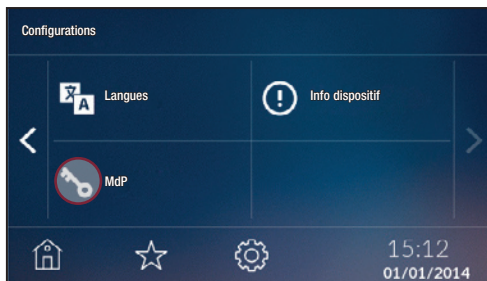 Configurations
Langues
Info dispositif
MdP
15:12
01/01/2014